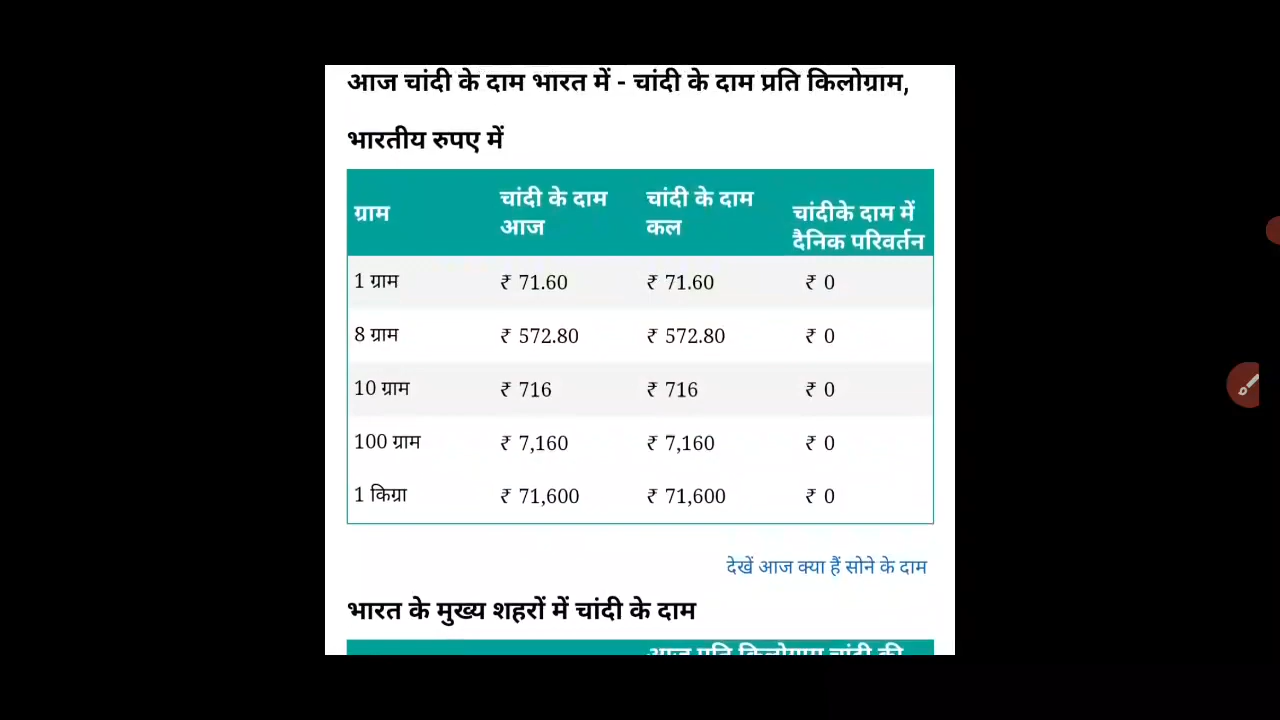 आज चांदी के दाम भारत में - चांदी के दाम प्रति किलोग्राम,
भारतीय रुपए में
ग्राम चांदी के दाम आज चांदी के दाम कल चांदीके दाम में दैनिक परिवर्तन
1 ग्राम ₹ 71.60 ₹ 71.60 ₹ 0
8 ग्राम ₹ 572.80 ₹ 572.80 ₹ 0
10 ग्राम ₹ 716 ₹ 716 ₹ 0
100 ग्राम ₹ 7,160 ₹ 7,160 ₹ 0
1 किग्रा ₹ 71,600 ₹ 71,600 ₹ 0
देखें आज क्या हैं सोने के दाम
भारत के मुख्य शहरों में चांदी के दाम
आज प्रति किलोग्राम चांदी की